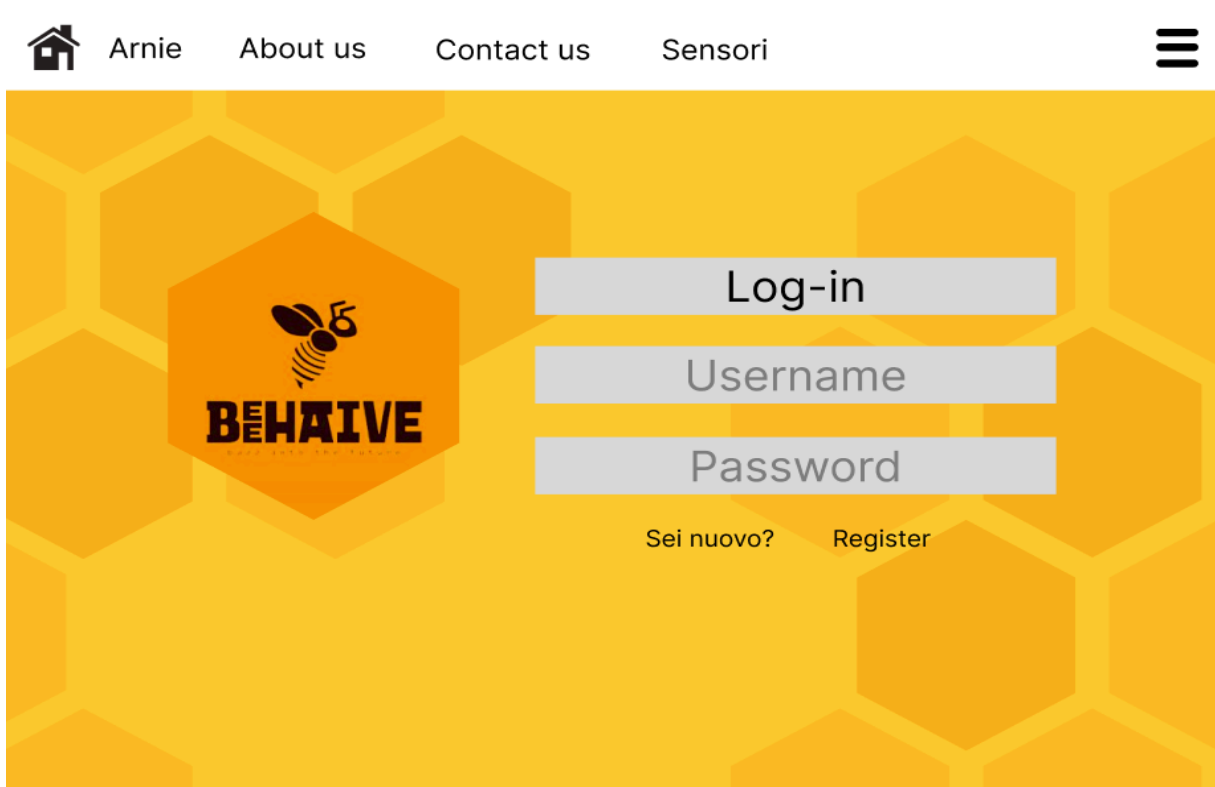 Arnie About us Contact us Sensori
Log-in
Username
BEEHAIVE
Password
Sei nuovo? Register